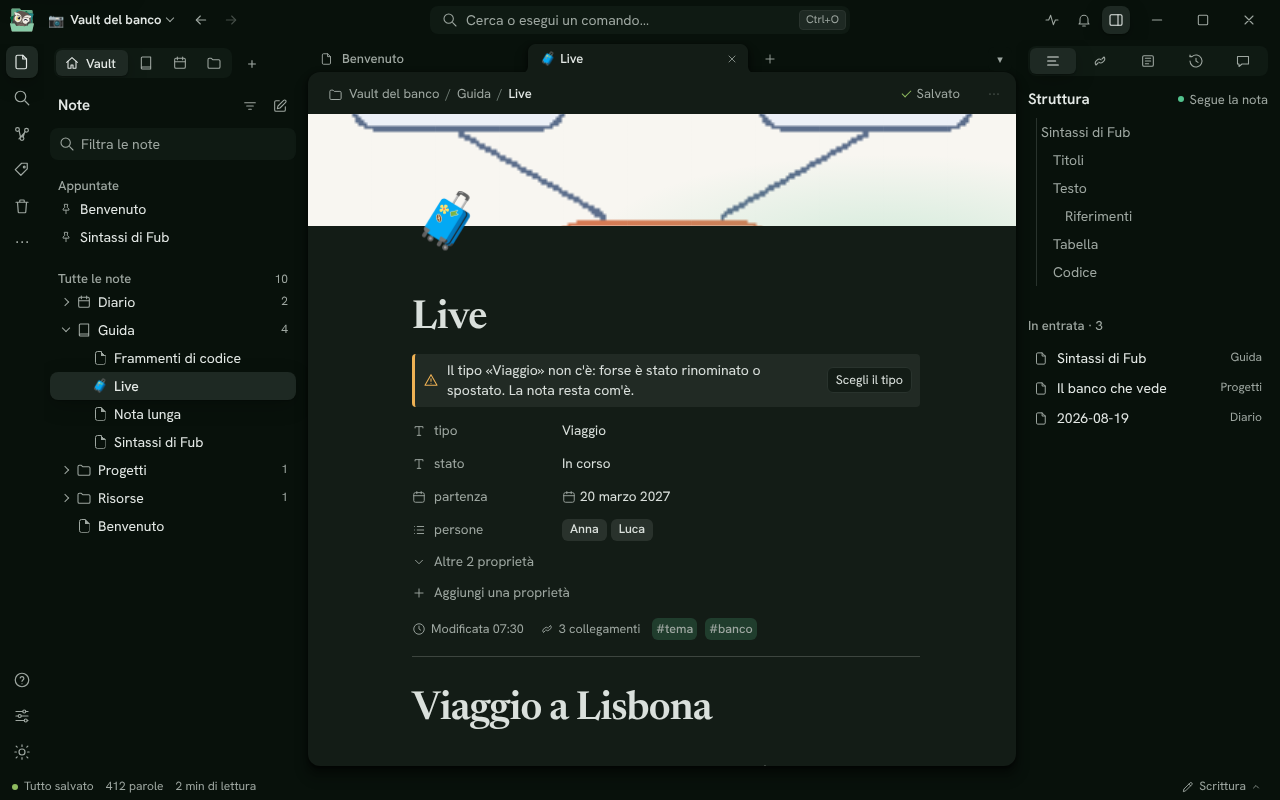 Vault del banco
Cerca o esegui un comando...
Ctrl+O
Vault
Benvenuto
Live
Note
Filtra le note
Appuntate
Benvenuto
Sintassi di Fub
Tutte le note 10
Diario 2
Guida 4
Frammenti di codice
Live
Nota lunga
Sintassi di Fub
Progetti 1
Risorse 1
Benvenuto
Vault del banco / Guida / Live
Salvato
Live
Il tipo «Viaggio» non c'è: forse è stato rinominato o
spostato. La nota resta com'è.
Scegli il tipo
tipo Viaggio
stato In corso
partenza 20 marzo 2027
persone Anna Luca
Altre 2 proprietà
Aggiungi una proprietà
Modificata 07:30 3 collegamenti #tema #banco
Viaggio a Lisbona
Struttura
Segue la nota
Sintassi di Fub
Titoli
Testo
Riferimenti
Tabella
Codice
In entrata · 3
Sintassi di Fub Guida
Il banco che vede Progetti
2026-08-19 Diario
Tutto salvato 412 parole 2 min di lettura
Scrittura